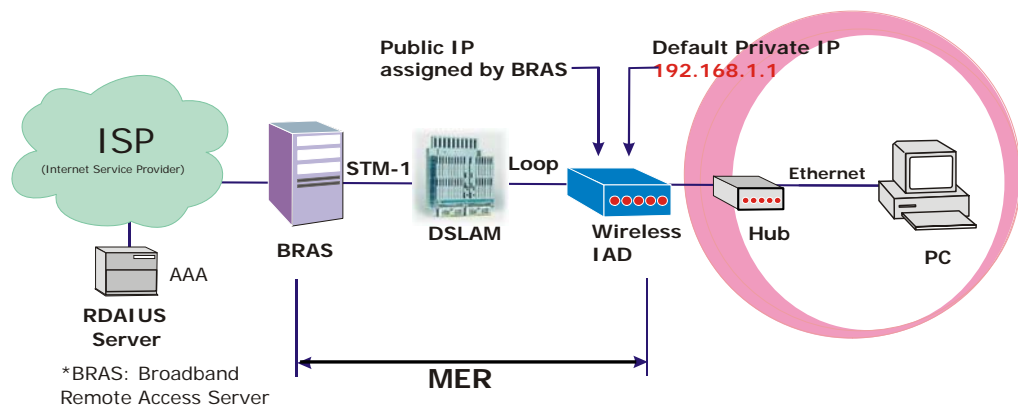 Public IP
assigned by BRAS
Default Private IP
192.168.1.1
ISP
(Internet Service Provider)
STM-1
Loop
Ethernet
BRAS
DSLAM
Wireless
IAD
Hub
PC
AAA
RDAIUS
Server
MER
*BRAS: Broadband
Remote Access Server